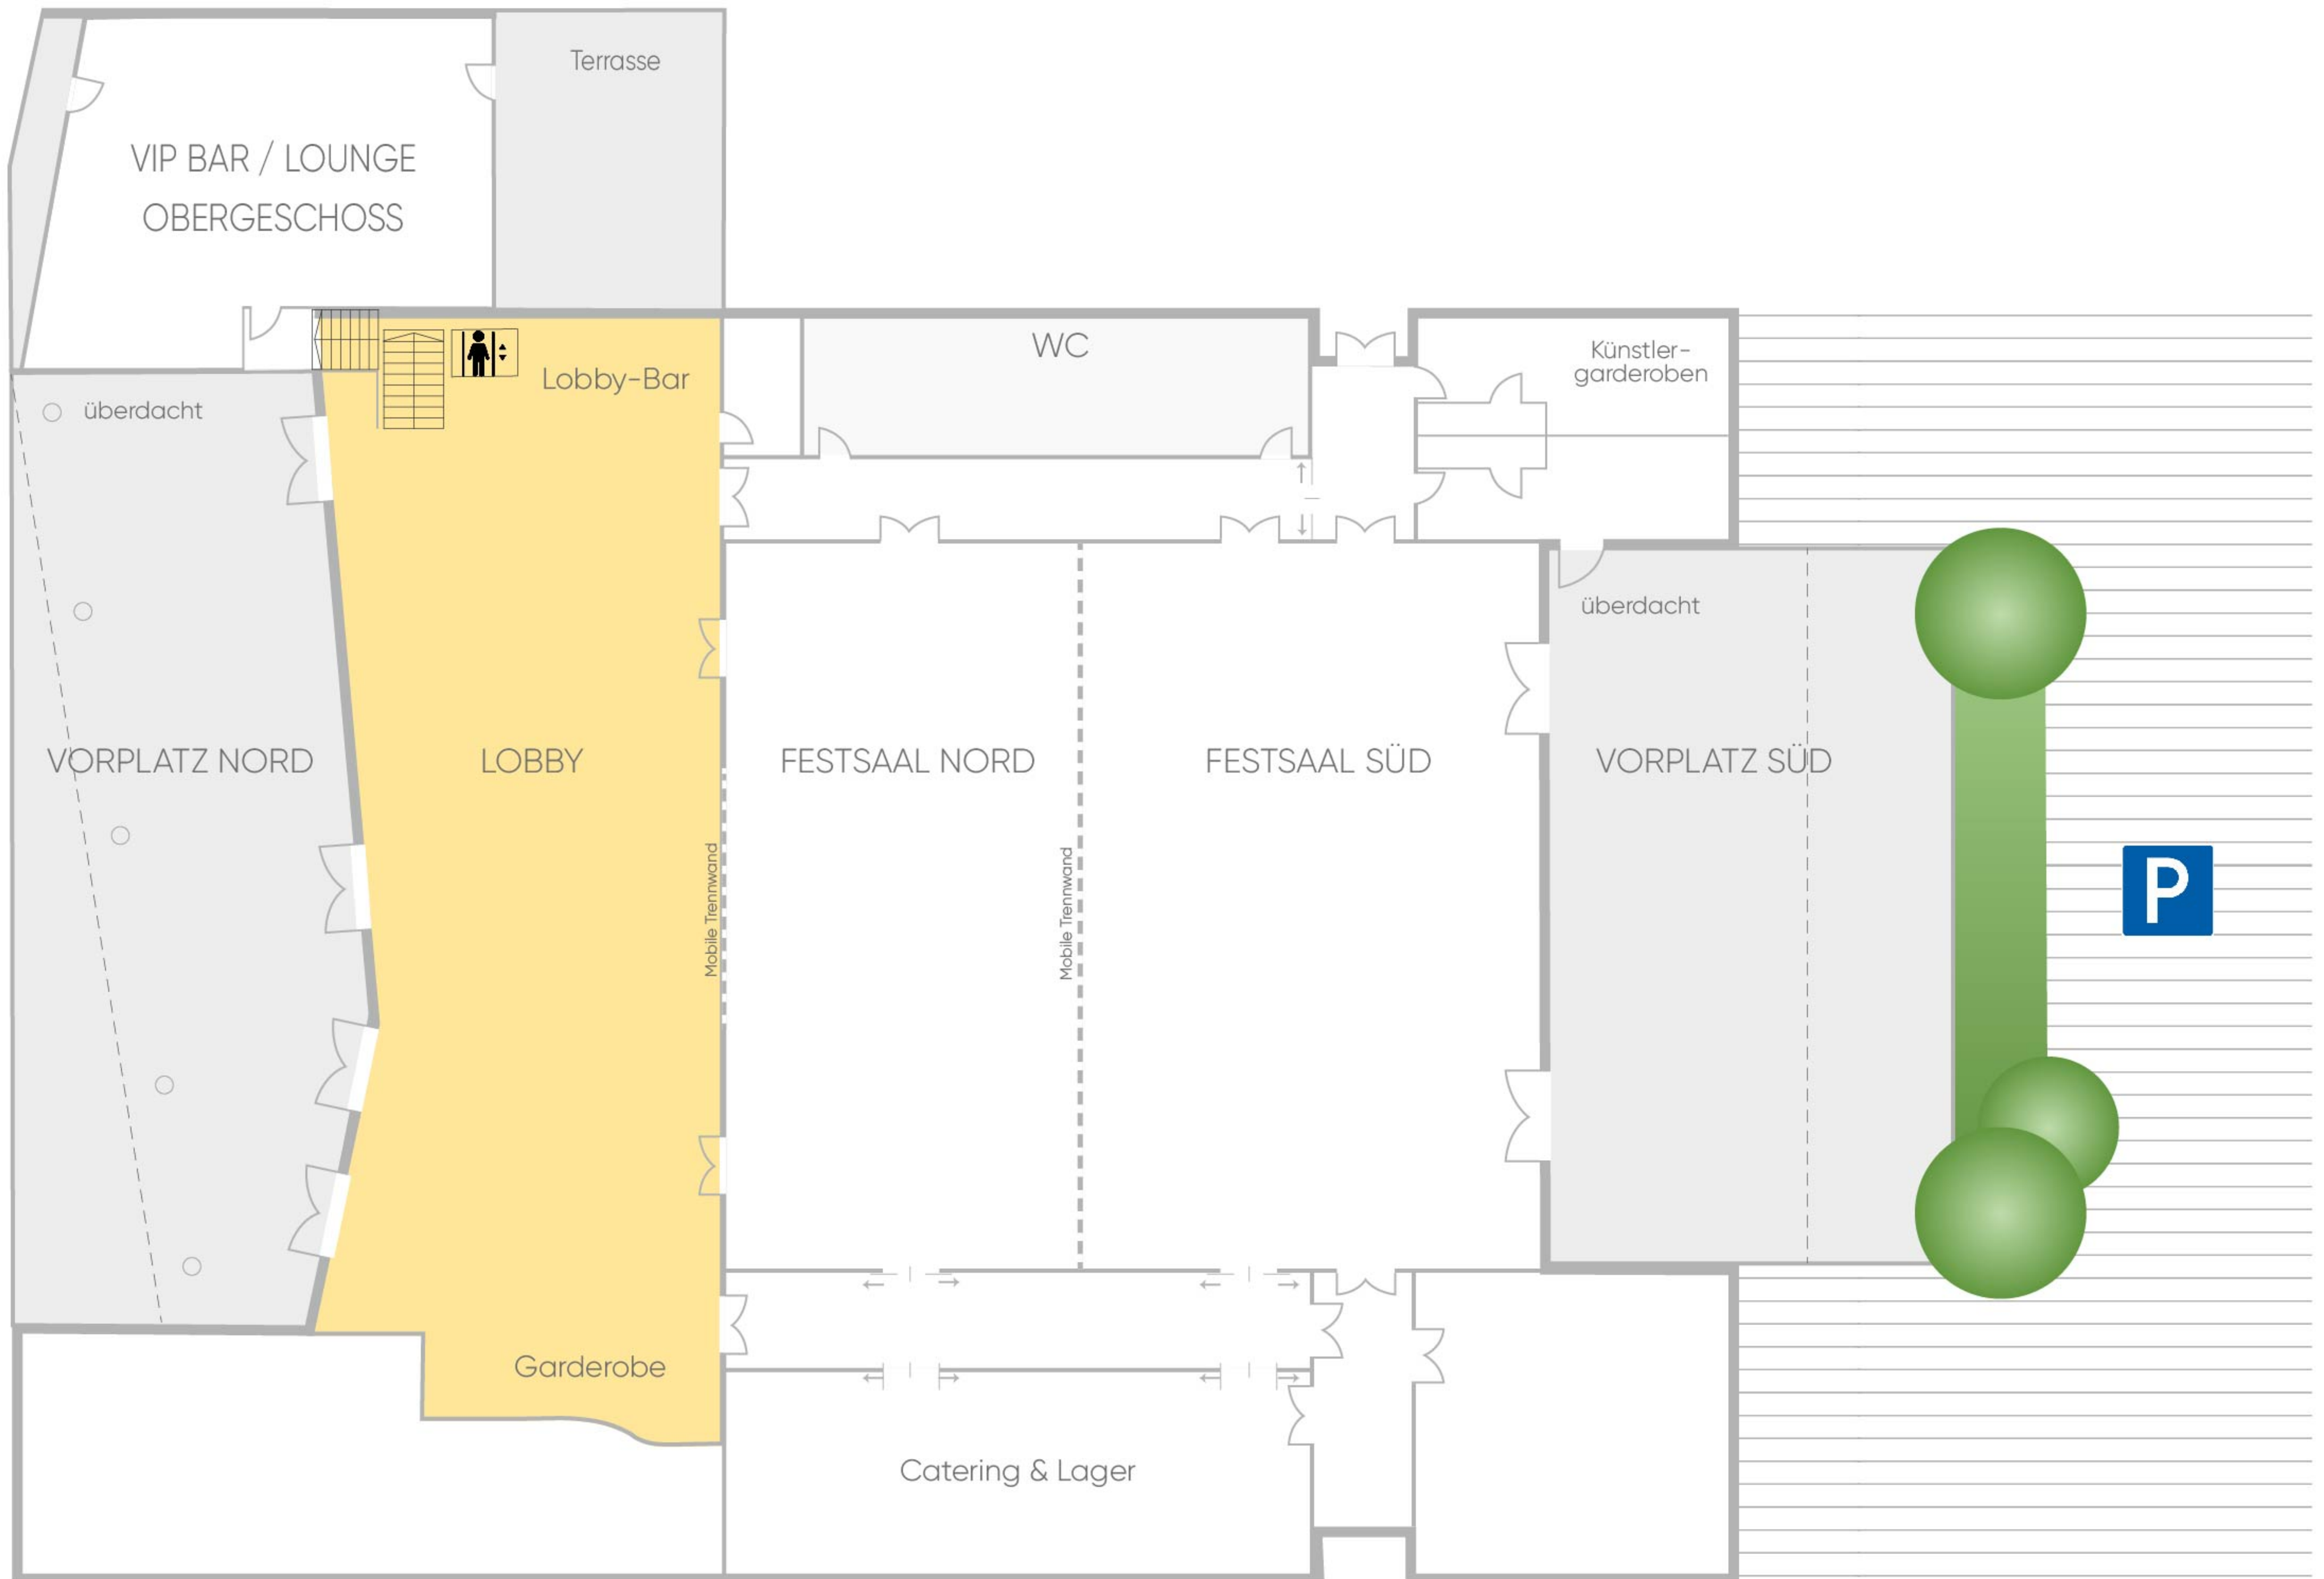 Terrasse
VIP BAR / LOUNGE
OBERGESCHOSS
WC
Künstler-
garderoben
Lobby-Bar
überdacht
überdacht
VORPLATZ NORD
LOBBY
FESTSAAL NORD
FESTSAAL SÜD
VORPLATZ SÜD
Mobile Trennwand
Mobile Trennwand
P
Garderobe
Catering & Lager